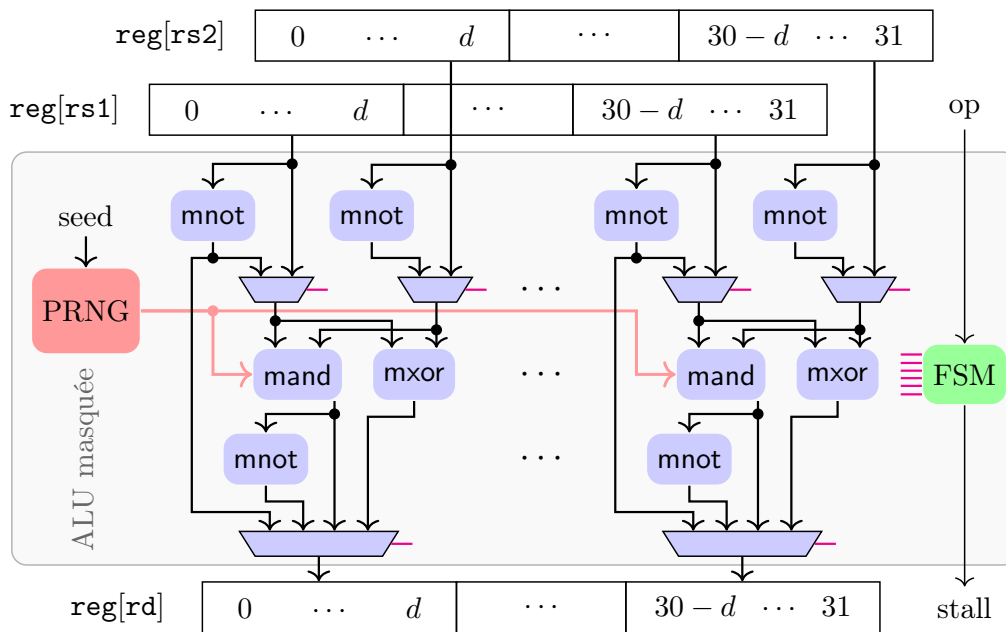 reg[rs2] 0 ··· d ··· 30 − d ··· 31
reg[rs1] 0 ··· d ··· 30 − d ··· 31
op
mnot mnot mnot mnot
seed
PRNG
···
mand mxor ··· mand mxor FSM
ALU masquée
mnot ··· mnot
reg[rd] 0 ··· d ··· 30 − d ··· 31
stall